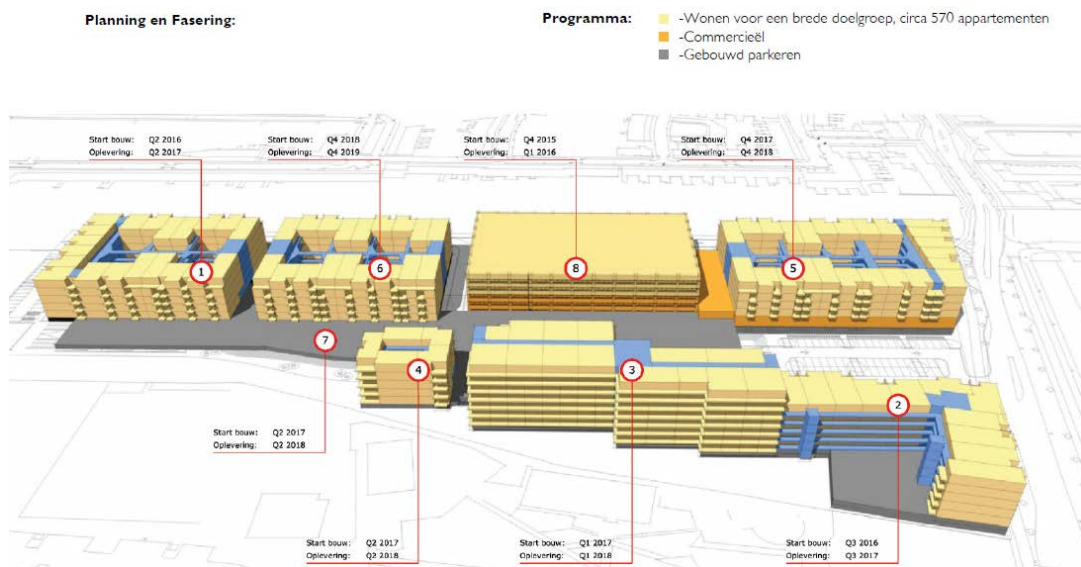 Planning en Fasering:
Programma:
-Wonen voor een brede doelgroep, circa 570 appartementen
-Commercieël
-Gebouwd parkeren
Start bouw: Q2 2016
Oplevering: Q2 2017
Start bouw: Q4 2018
Oplevering: Q4 2019
Start bouw: Q4 2015
Oplevering: Q1 2016
Start bouw: Q4 2017
Oplevering: Q4 2018
1
6
8
5
7
4
3
2
Start bouw: Q2 2017
Oplevering: Q2 2018
Start bouw: Q2 2017
Oplevering: Q2 2018
Start bouw: Q1 2017
Oplevering: Q1 2018
Start bouw: Q3 2016
Oplevering: Q3 2017